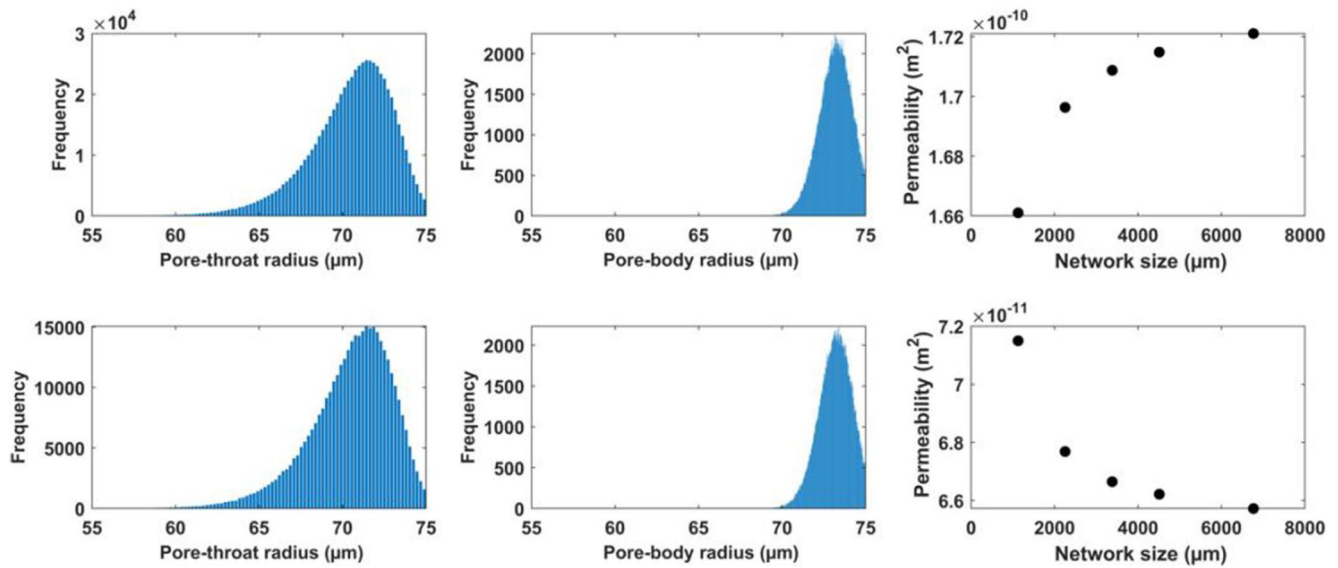 ×10⁴
3
2
1
0
Frequency
55 60 65 70 75
Pore-throat radius (µm)
2000
1500
1000
500
0
Frequency
55 60 65 70 75
Pore-body radius (µm)
×10⁻¹⁰
1.72
1.7
1.68
1.66
Permeability (m²)
0 2000 4000 6000 8000
Network size (µm)
15000
10000
5000
0
Frequency
55 60 65 70 75
Pore-throat radius (µm)
2000
1500
1000
500
0
Frequency
55 60 65 70 75
Pore-body radius (µm)
×10⁻¹¹
7.2
7
6.8
6.6
Permeability (m²)
0 2000 4000 6000 8000
Network size (µm)